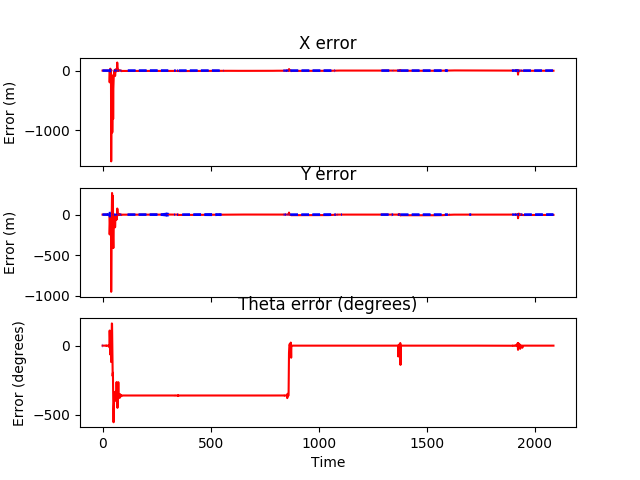 X error
Error (m)
0
−1000
Y error
Error (m)
0
−500
−1000
Theta error (degrees)
Error (degrees)
0
−500
0
500
1000
1500
2000
Time